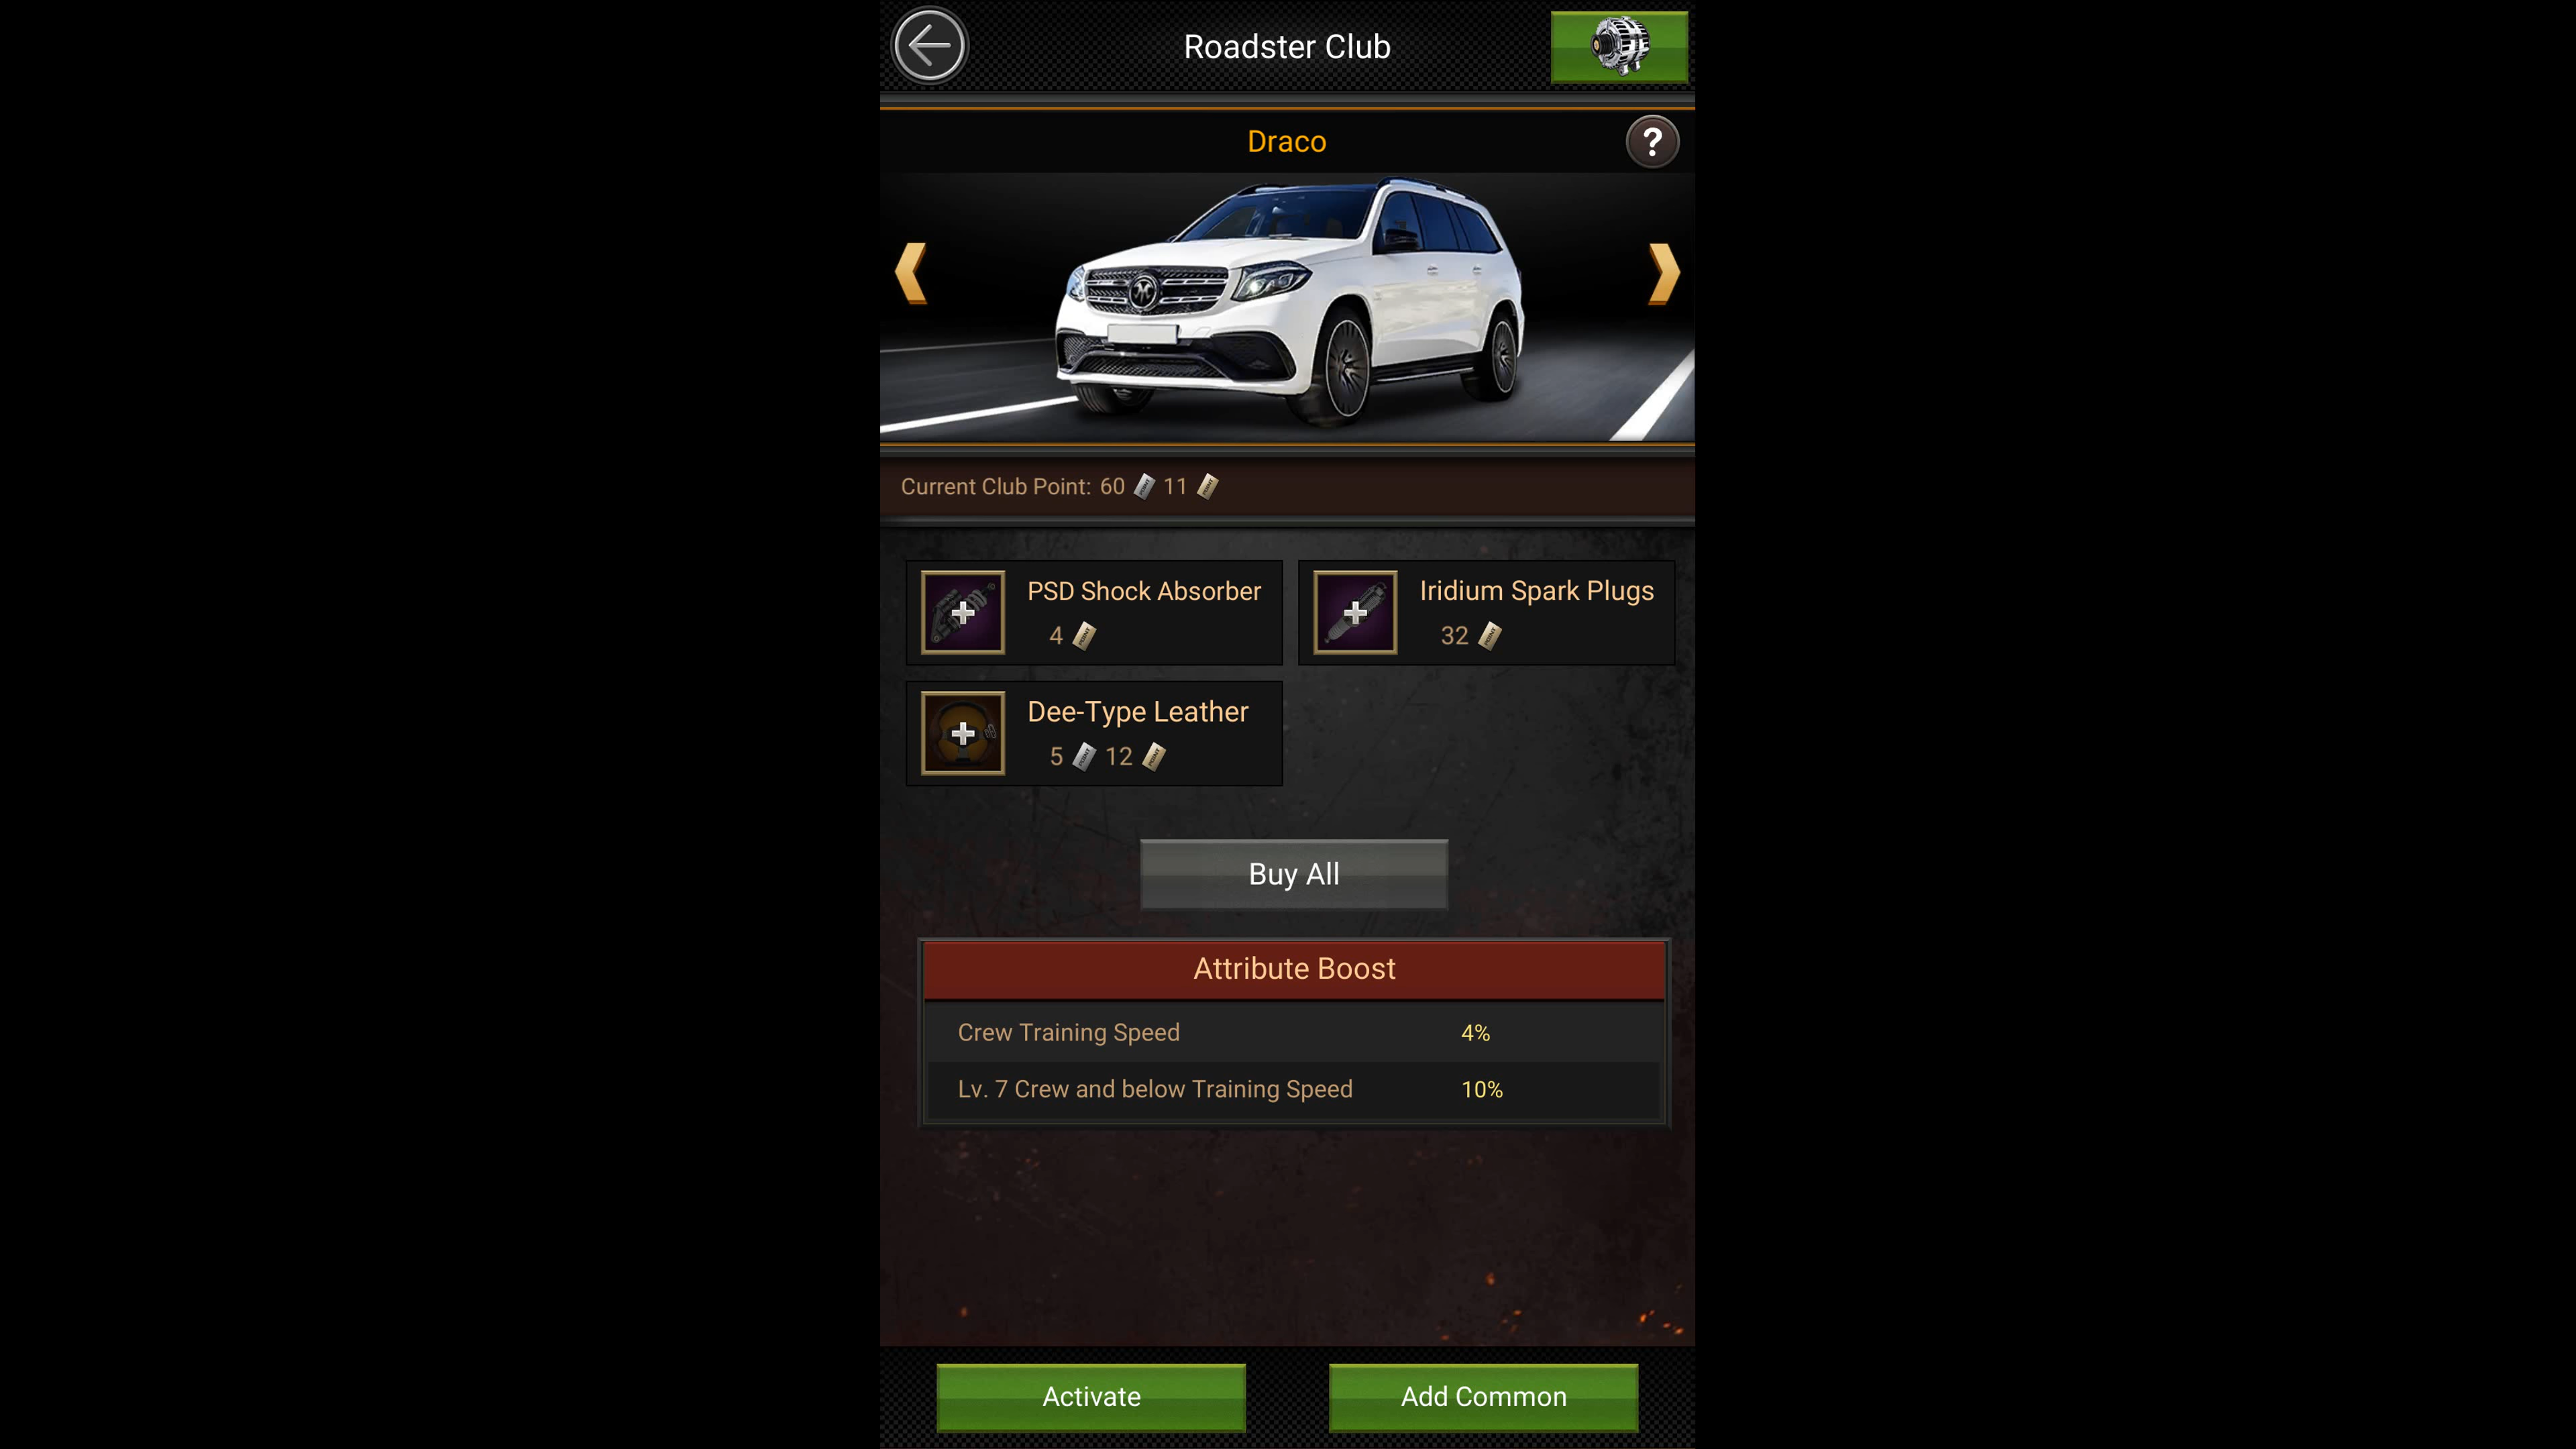 Roadster Club
Draco
?
Current Club Point: 60 11
PSD Shock Absorber
4
Iridium Spark Plugs
32
Dee-Type Leather
5 12
Buy All
Attribute Boost
Crew Training Speed 4%
Lv. 7 Crew and below Training Speed 10%
Activate
Add Common